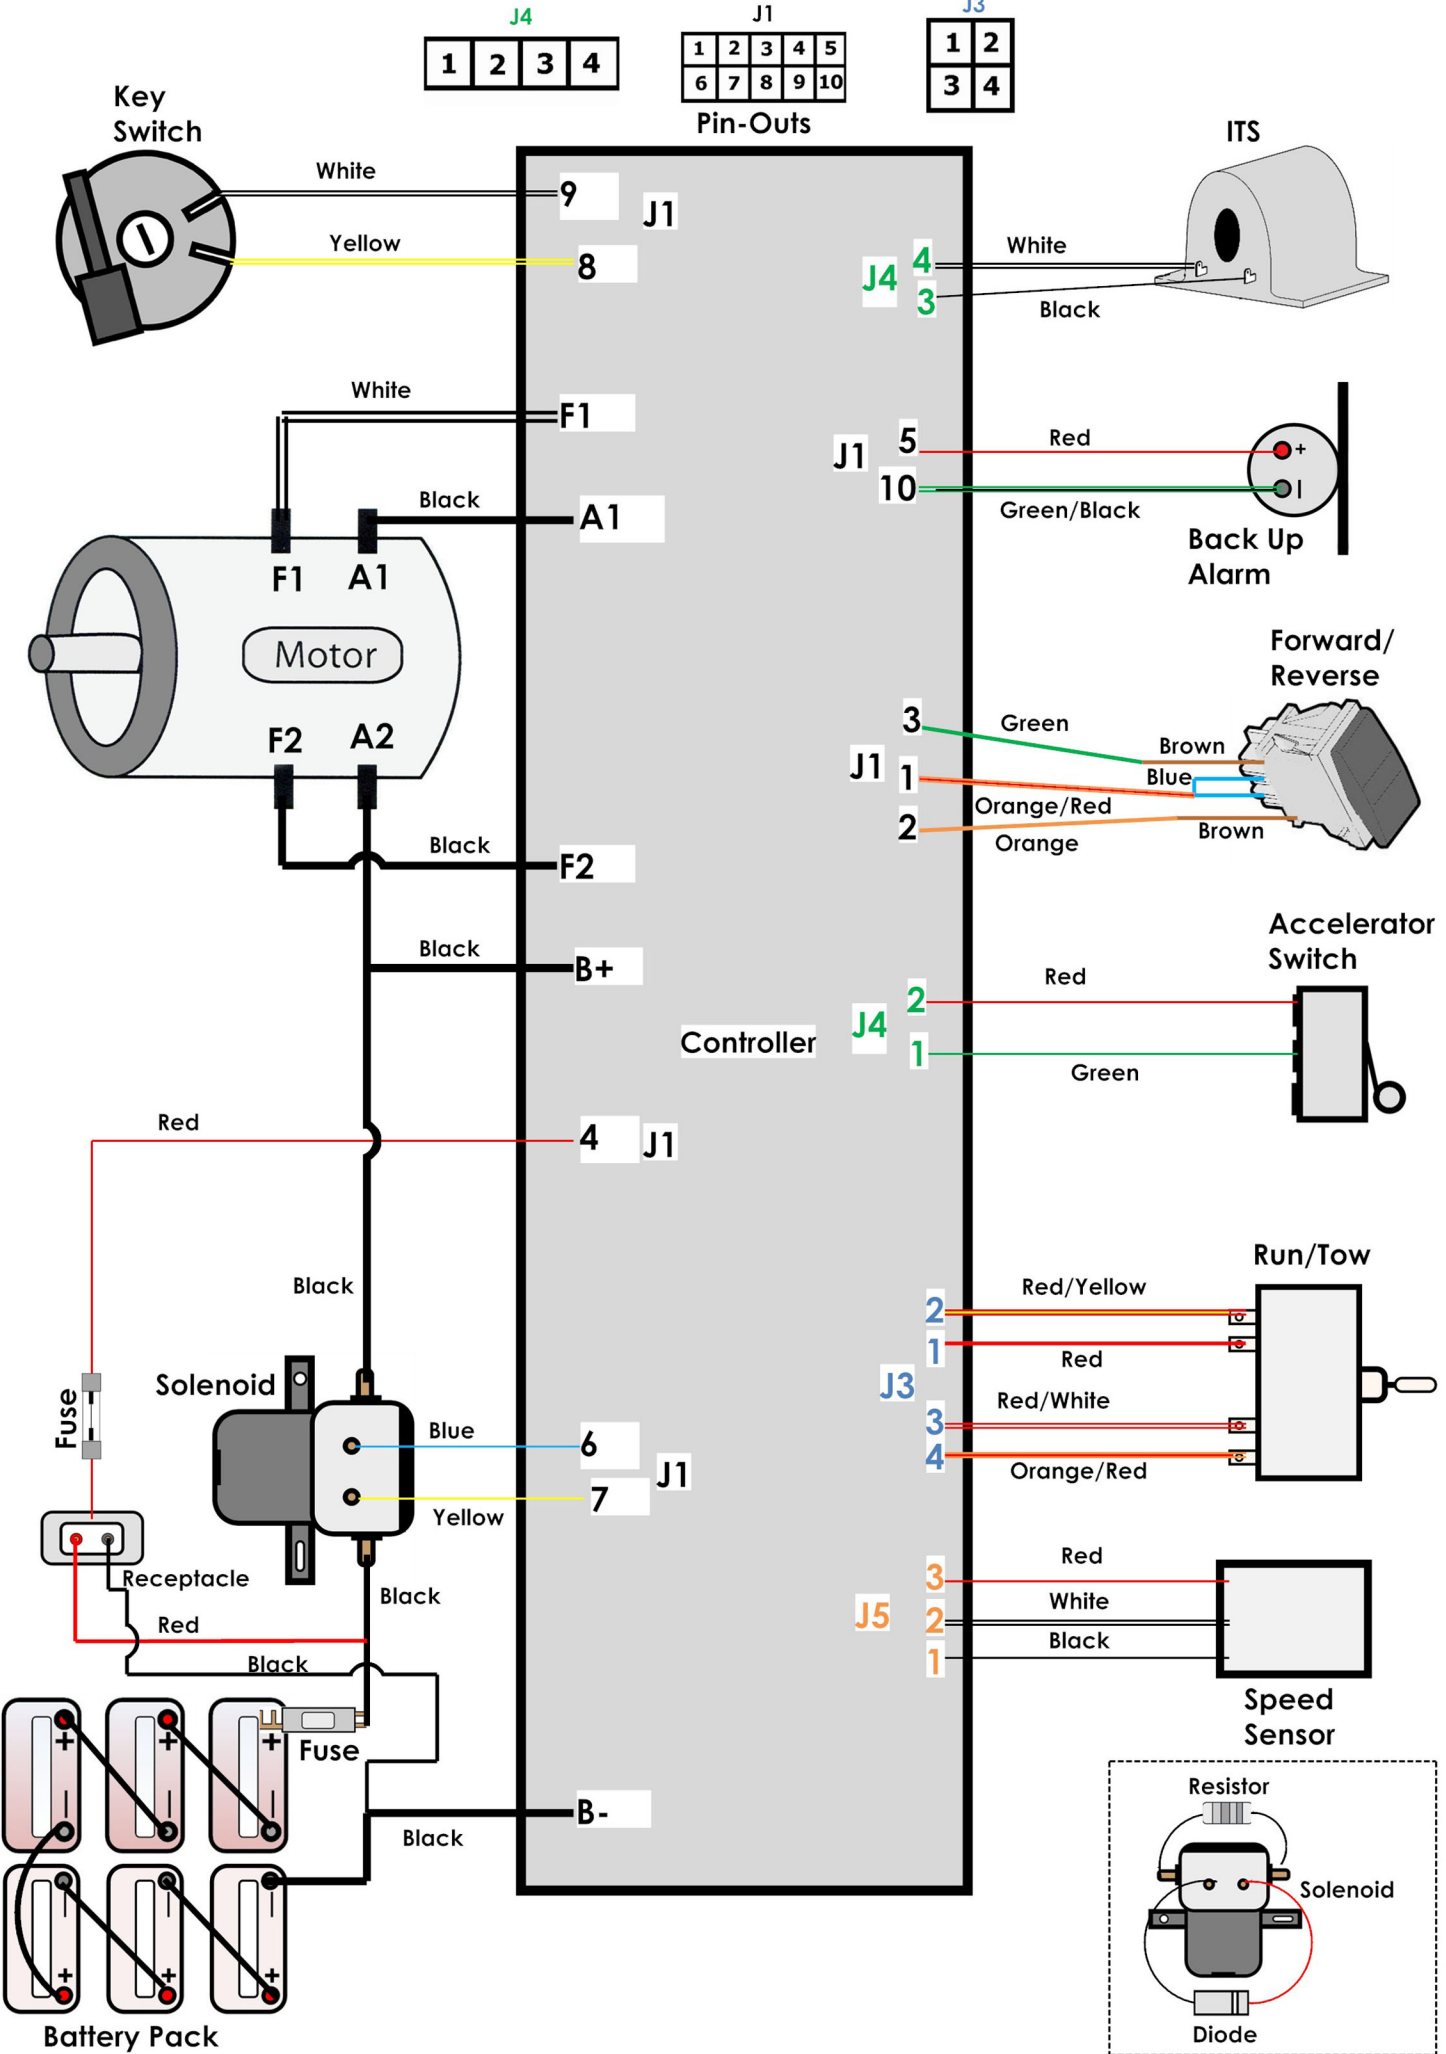 J4
J1
J3
1 2 3 4
1 2 3 4 5
6 7 8 9 10
1 2
3 4
Pin-Outs
Key
Switch
White
9
J1
Yellow
8
ITS
White
4
J4
3
Black
White
F1
Black
A1
F1
A1
Motor
F2
A2
5
J1
10
Red
Green/Black
+
Back Up
Alarm
Forward/
Reverse
3
Green
Brown
J1
1
Blue
Orange/Red
2
Orange
Brown
Black
F2
Black
B+
Accelerator
Switch
Red
2
J4
1
Green
Controller
Red
4
J1
Run/Tow
Red/Yellow
2
1
Red
J3
Red/White
3
4
Orange/Red
Black
Solenoid
Fuse
Blue
6
J1
7
Yellow
Receptacle
Black
Red
Black
Red
3
White
J5
2
Black
1
Speed
Sensor
+
+
+
Fuse
B-
Black
+
+
+
Battery Pack
Resistor
Solenoid
Diode